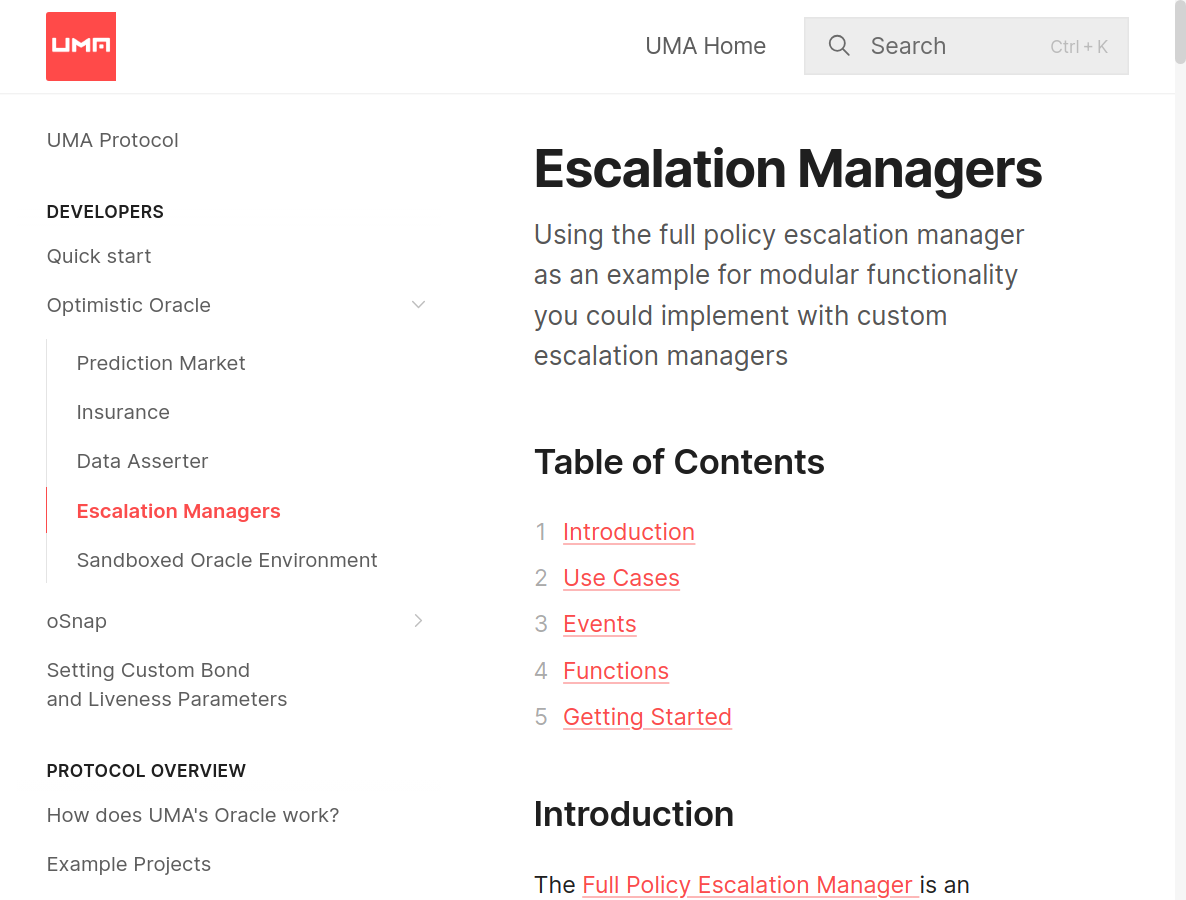 UMA
UMA Home
Search
Ctrl + K
UMA Protocol
DEVELOPERS
Quick start
Optimistic Oracle
Prediction Market
Insurance
Data Asserter
Escalation Managers
Sandboxed Oracle Environment
oSnap
Setting Custom Bond
and Liveness Parameters
PROTOCOL OVERVIEW
How does UMA's Oracle work?
Example Projects
Escalation Managers
Using the full policy escalation manager
as an example for modular functionality
you could implement with custom
escalation managers
Table of Contents
1 Introduction
2 Use Cases
3 Events
4 Functions
5 Getting Started
Introduction
The Full Policy Escalation Manager is an